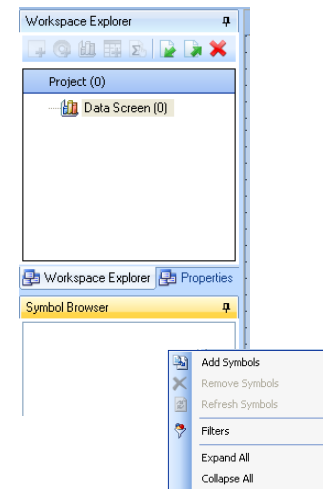 Workspace Explorer
Project (0)
Data Screen (0)
Workspace Explorer Properties
Symbol Browser
Add Symbols
Remove Symbols
Refresh Symbols
Filters
Expand All
Collapse All